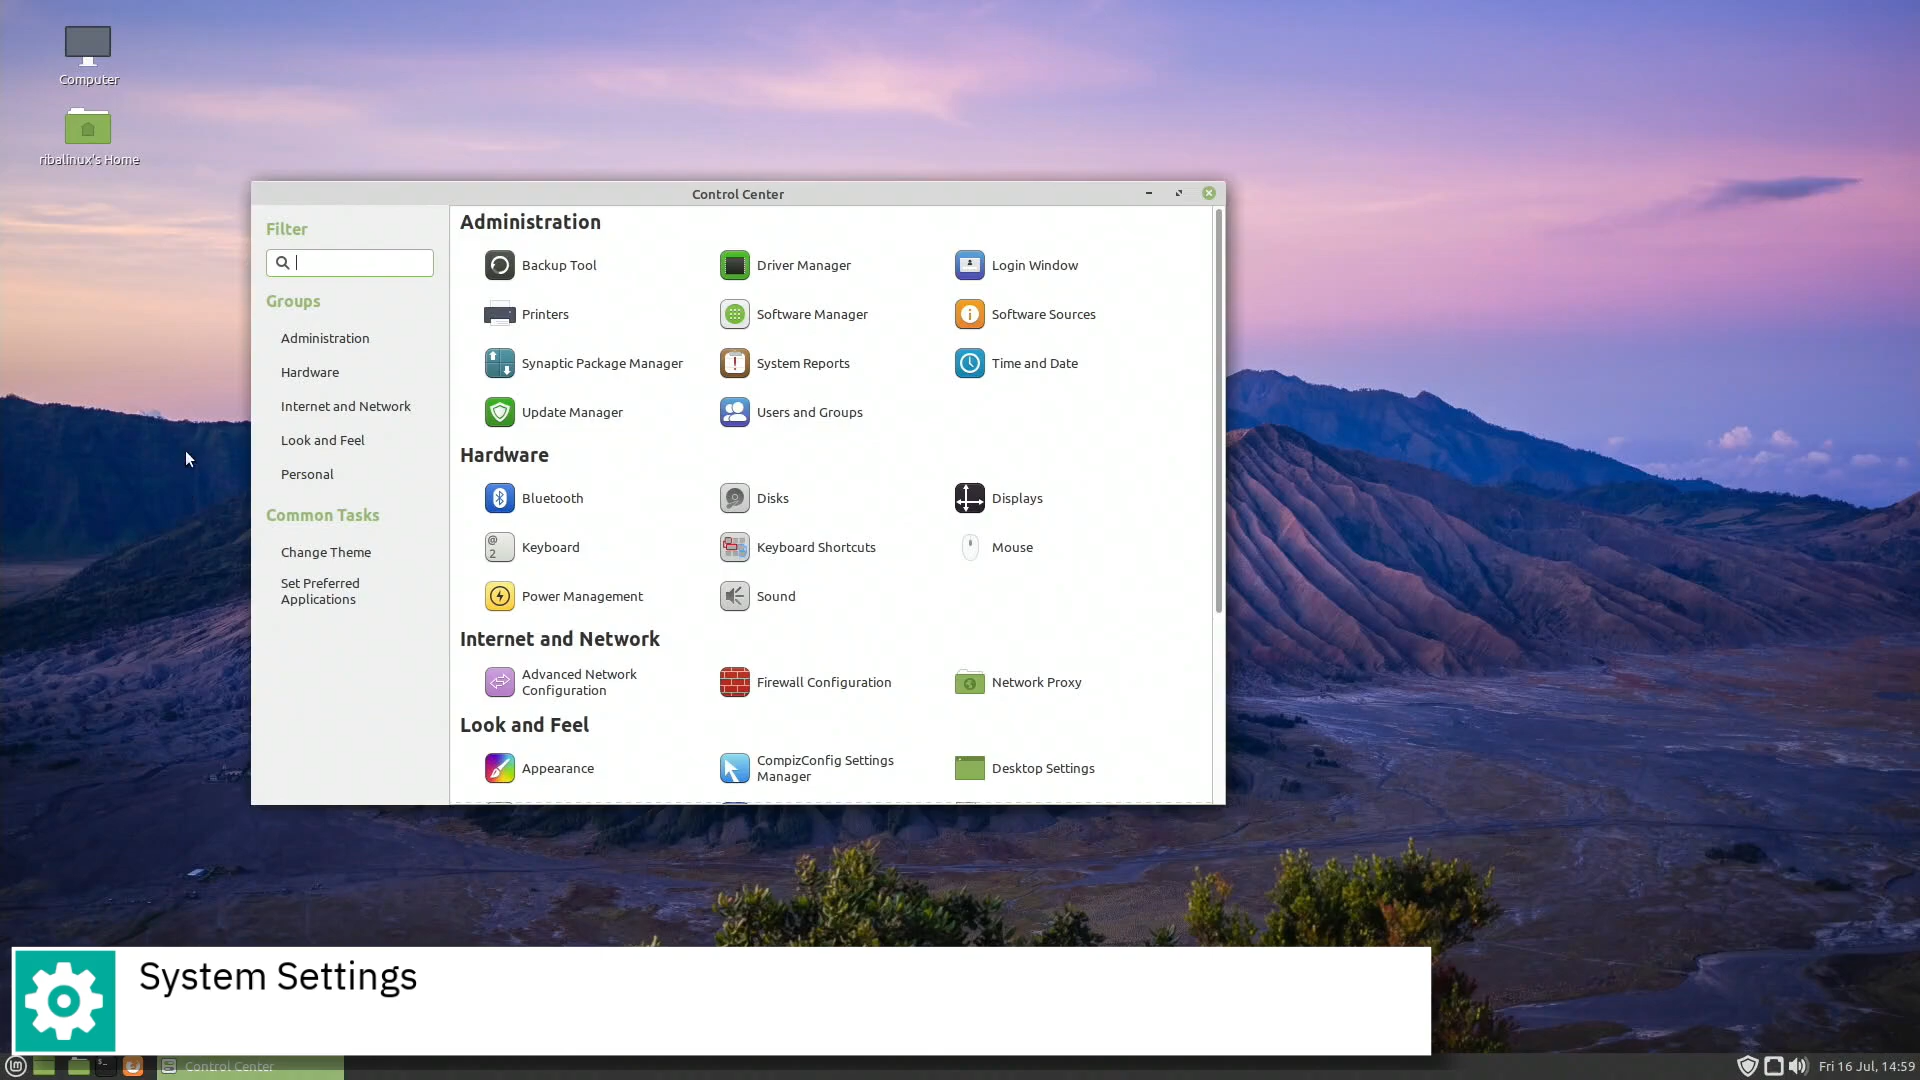 Computer
ribalinux's Home
Control Center
Filter
Groups
Administration
Hardware
Internet and Network
Look and Feel
Personal
Common Tasks
Change Theme
Set Preferred
Applications
Administration
Backup Tool
Driver Manager
Login Window
Printers
Software Manager
Software Sources
Synaptic Package Manager
System Reports
Time and Date
Update Manager
Users and Groups
Hardware
Bluetooth
Disks
Displays
@
2
Keyboard
Keyboard Shortcuts
Mouse
Power Management
Sound
Internet and Network
Advanced Network
Configuration
Firewall Configuration
Network Proxy
Look and Feel
Appearance
CompizConfig Settings
Manager
Desktop Settings
System Settings
Control Center
Fri 16 Jul, 14:59